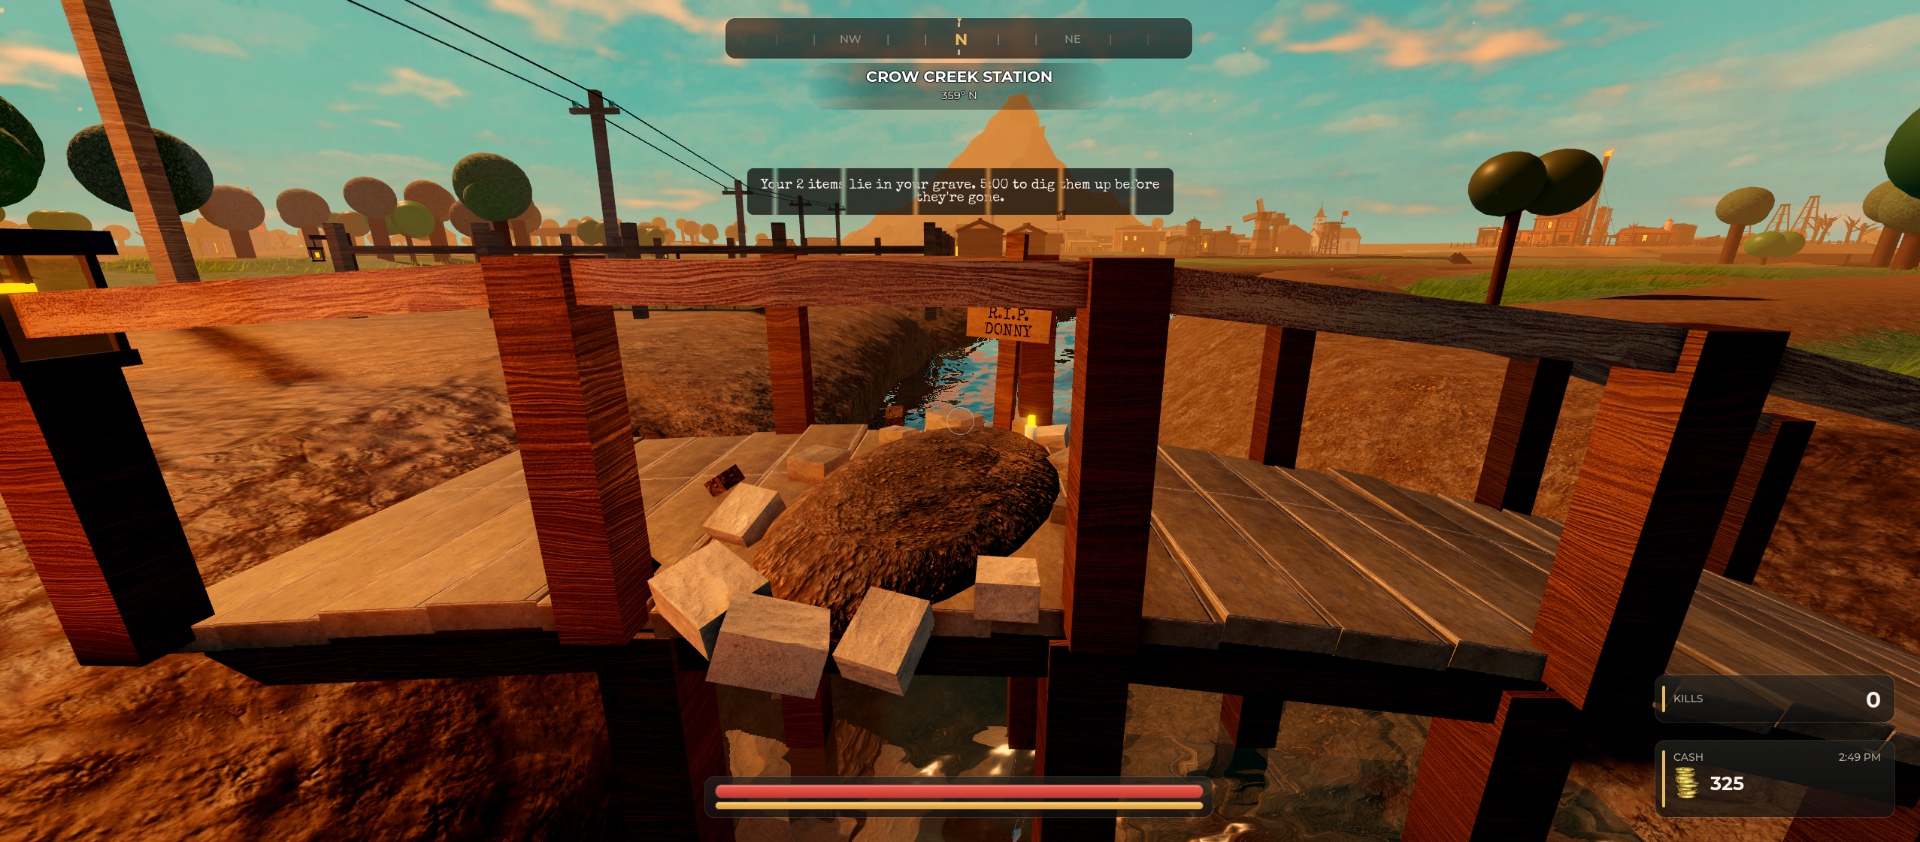 NW N NE
CROW CREEK STATION
359° N
Your 2 items lie in your grave. 5:00 to dig them up before
they're gone.
R.I.P.
DONNY
KILLS 0
CASH 2:49 PM
325